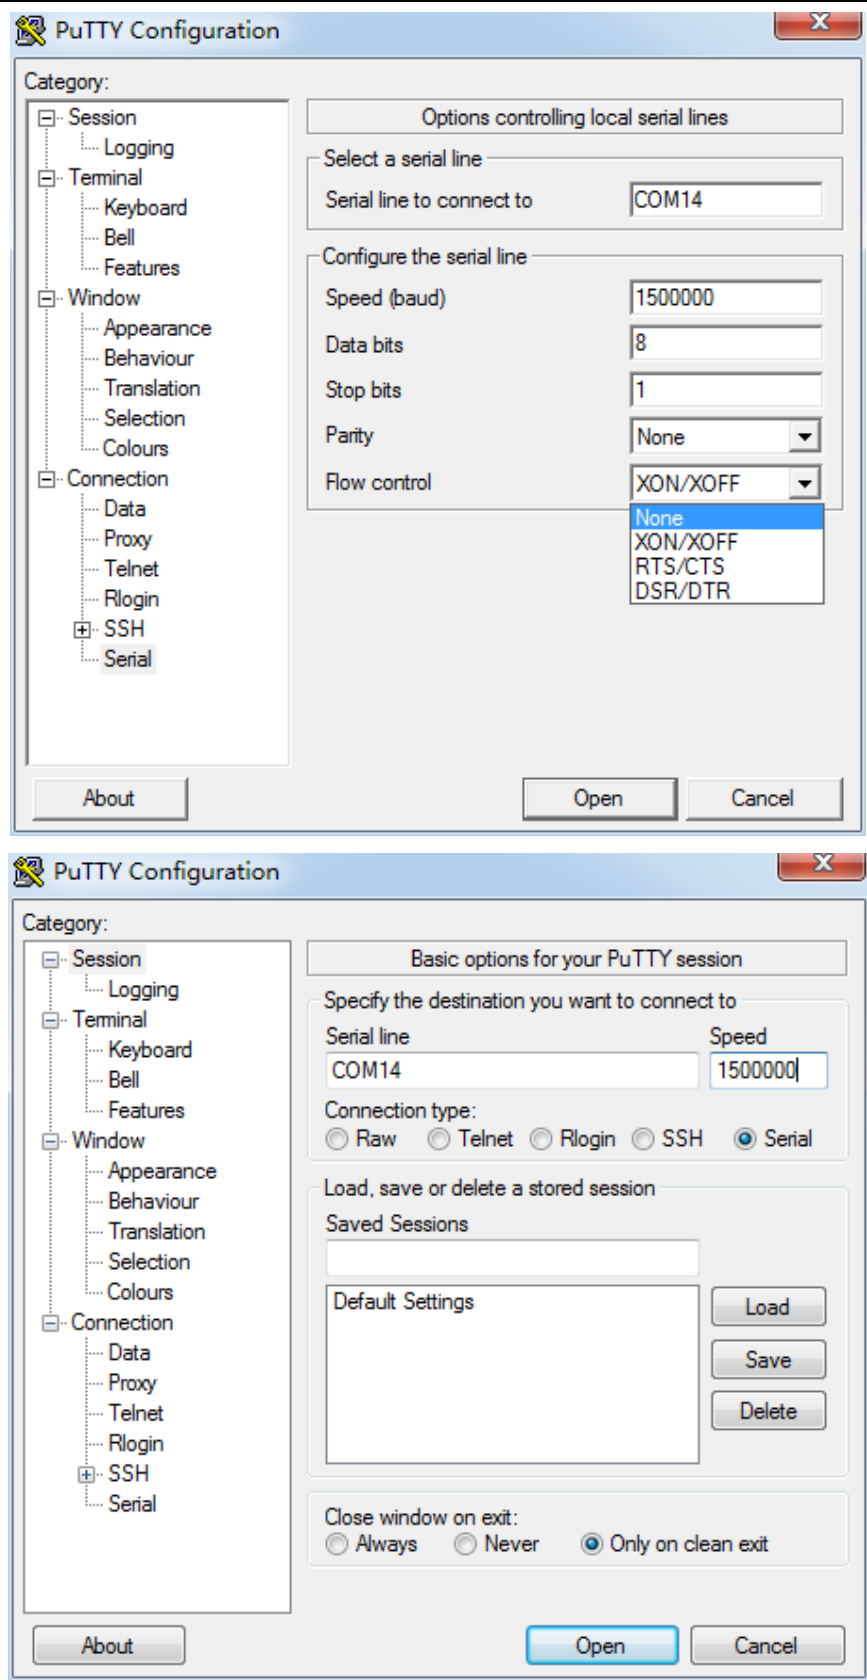 PuTTY Configuration
X
Category:
Session
Logging
Terminal
Keyboard
Bell
Features
Window
Appearance
Behaviour
Translation
Selection
Colours
Connection
Data
Proxy
Telnet
Rlogin
SSH
Serial
Options controlling local serial lines
Select a serial line
Serial line to connect to COM14
Configure the serial line
Speed (baud) 1500000
Data bits 8
Stop bits 1
Parity None
Flow control XON/XOFF
None
XON/XOFF
RTS/CTS
DSR/DTR
About Open Cancel
PuTTY Configuration
X
Category:
Session
Logging
Terminal
Keyboard
Bell
Features
Window
Appearance
Behaviour
Translation
Selection
Colours
Connection
Data
Proxy
Telnet
Rlogin
SSH
Serial
Basic options for your PuTTY session
Specify the destination you want to connect to
Serial line Speed
COM14 1500000
Connection type:
Raw Telnet Rlogin SSH Serial
Load, save or delete a stored session
Saved Sessions
Default Settings
Load
Save
Delete
Close window on exit:
Always Never Only on clean exit
About Open Cancel